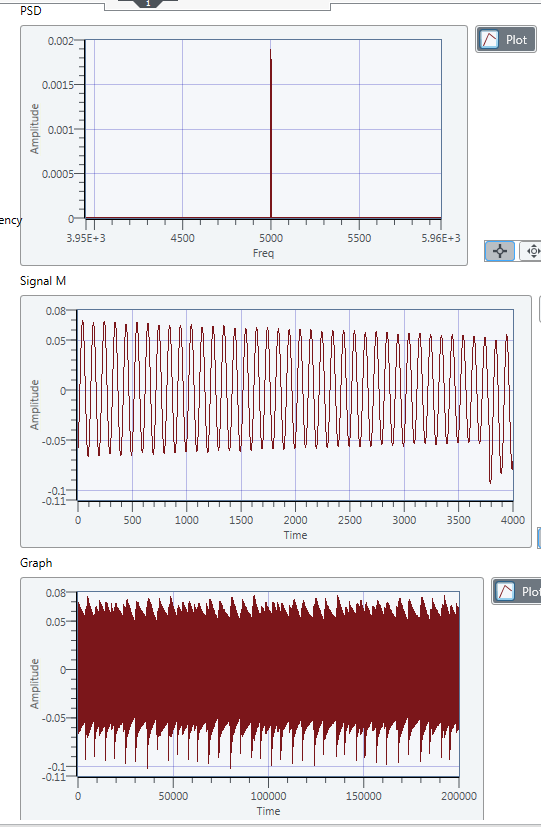 1
PSD
Plot
0.002
0.0015
0.001
0.0005
0
Amplitude
ency
3.95E+3 4500 5000 5500 5.96E+3
Freq
Signal M
0.08
0.05
0
-0.05
-0.1
-0.11
Amplitude
0 500 1000 1500 2000 2500 3000 3500 4000
Time
Graph
Plot
0.08
0.05
0
-0.05
-0.1
-0.11
Amplitude
0 50000 100000 150000 200000
Time